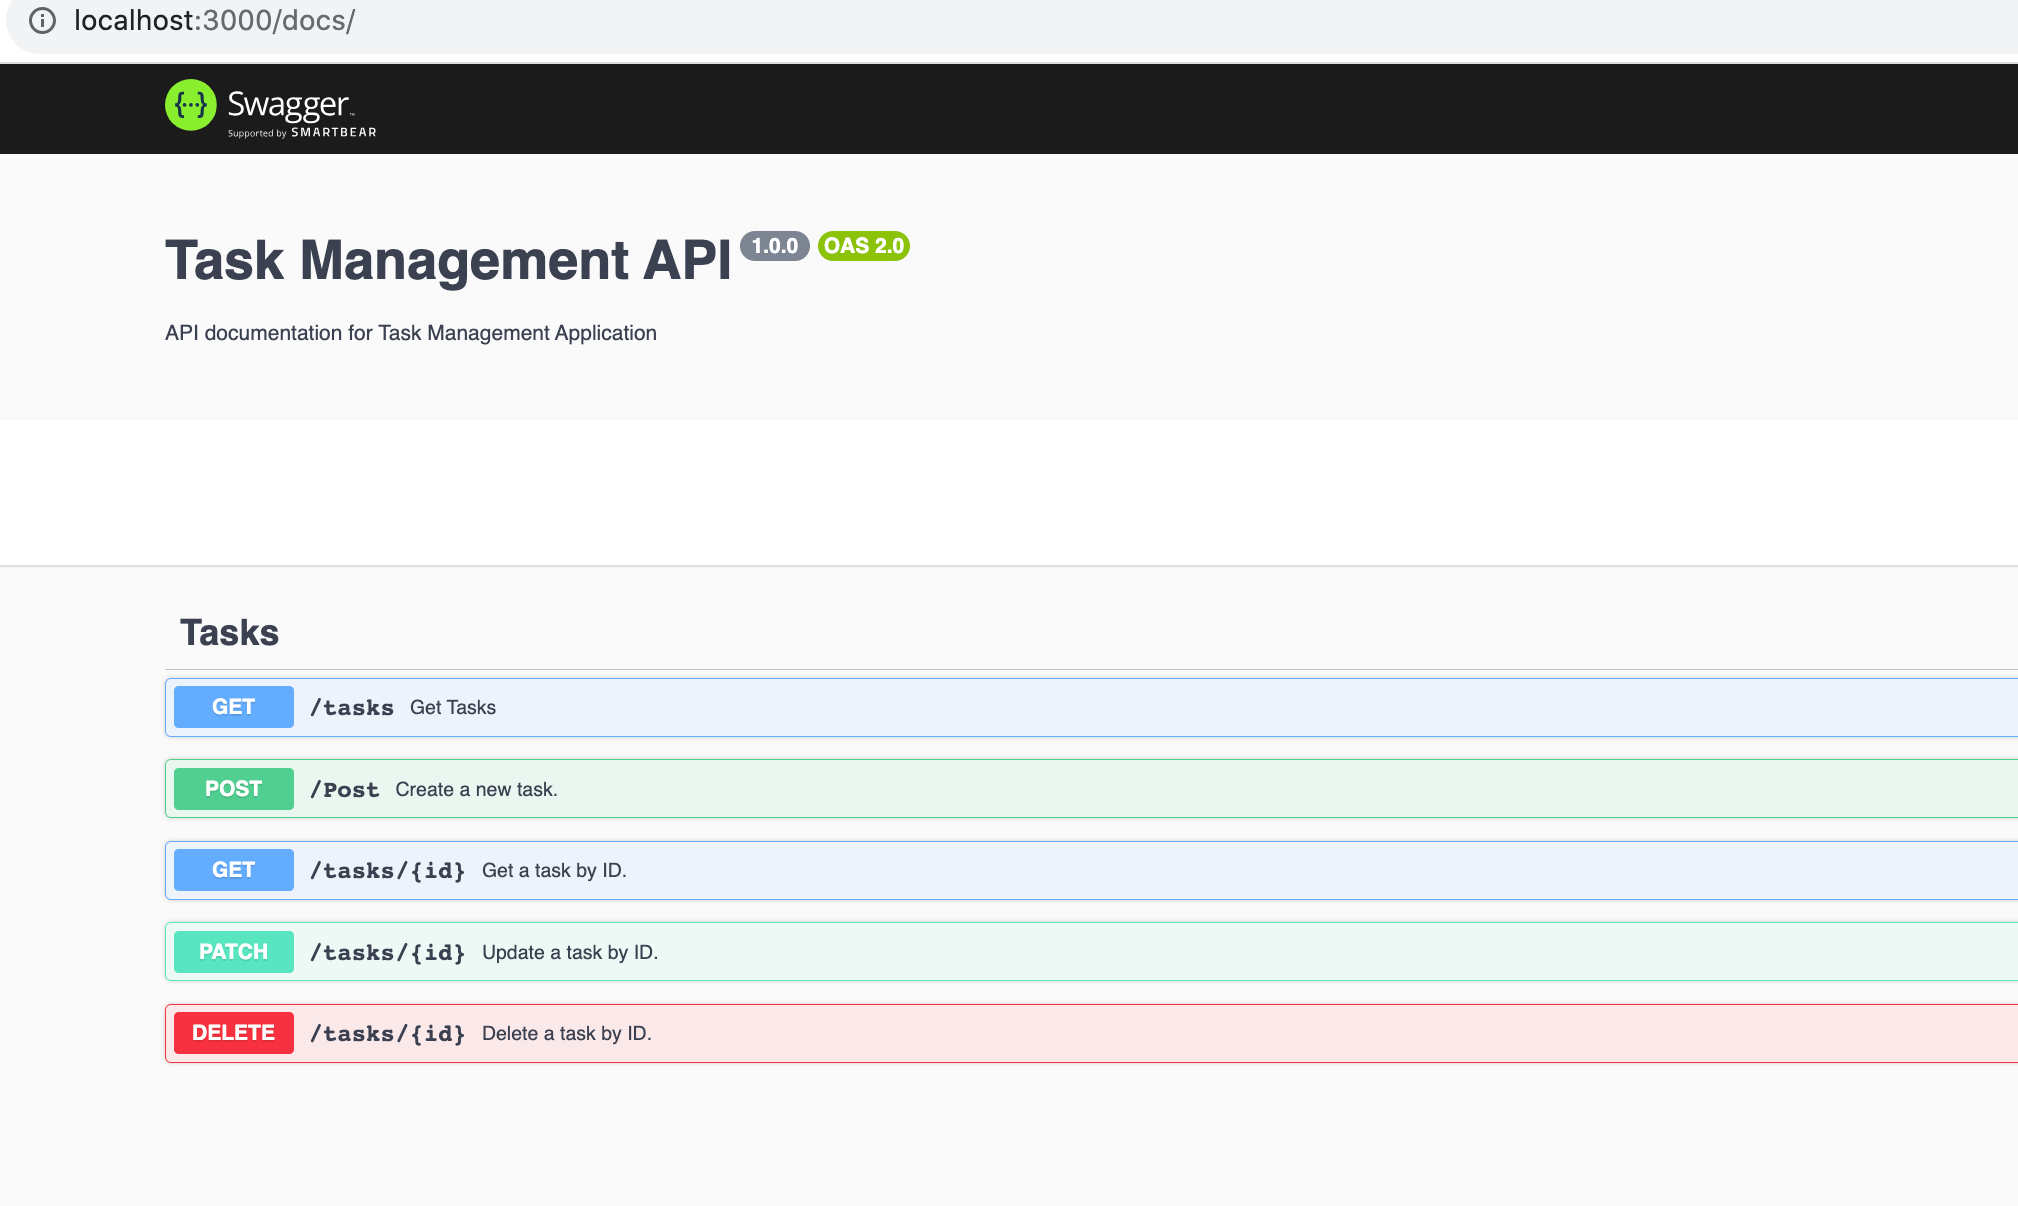 localhost:3000/docs/
{···} Swagger™
Supported by SMARTBEAR
Task Management API 1.0.0 OAS 2.0
API documentation for Task Management Application
Tasks
GET /tasks Get Tasks
POST /Post Create a new task.
GET /tasks/{id} Get a task by ID.
PATCH /tasks/{id} Update a task by ID.
DELETE /tasks/{id} Delete a task by ID.